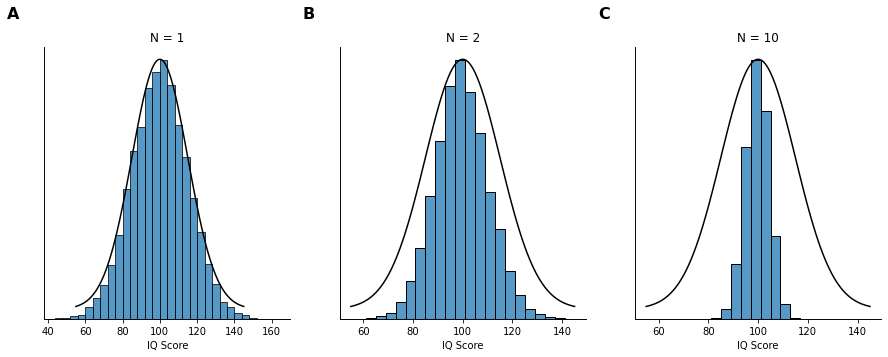 A
B
C
N = 1
N = 2
N = 10
40 60 80 100 120 140 160
60 80 100 120 140
60 80 100 120 140
IQ Score
IQ Score
IQ Score